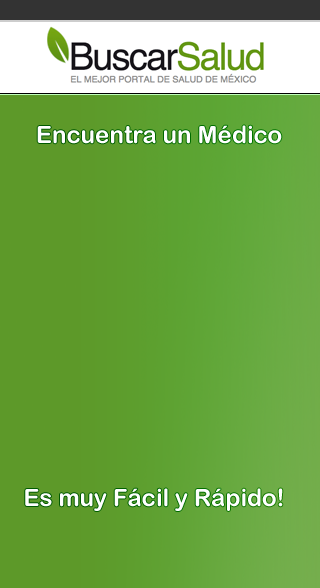 BuscarSalud
EL MEJOR PORTAL DE SALUD DE MÉXICO
Encuentra un Médico
Es muy Fácil y Rápido!